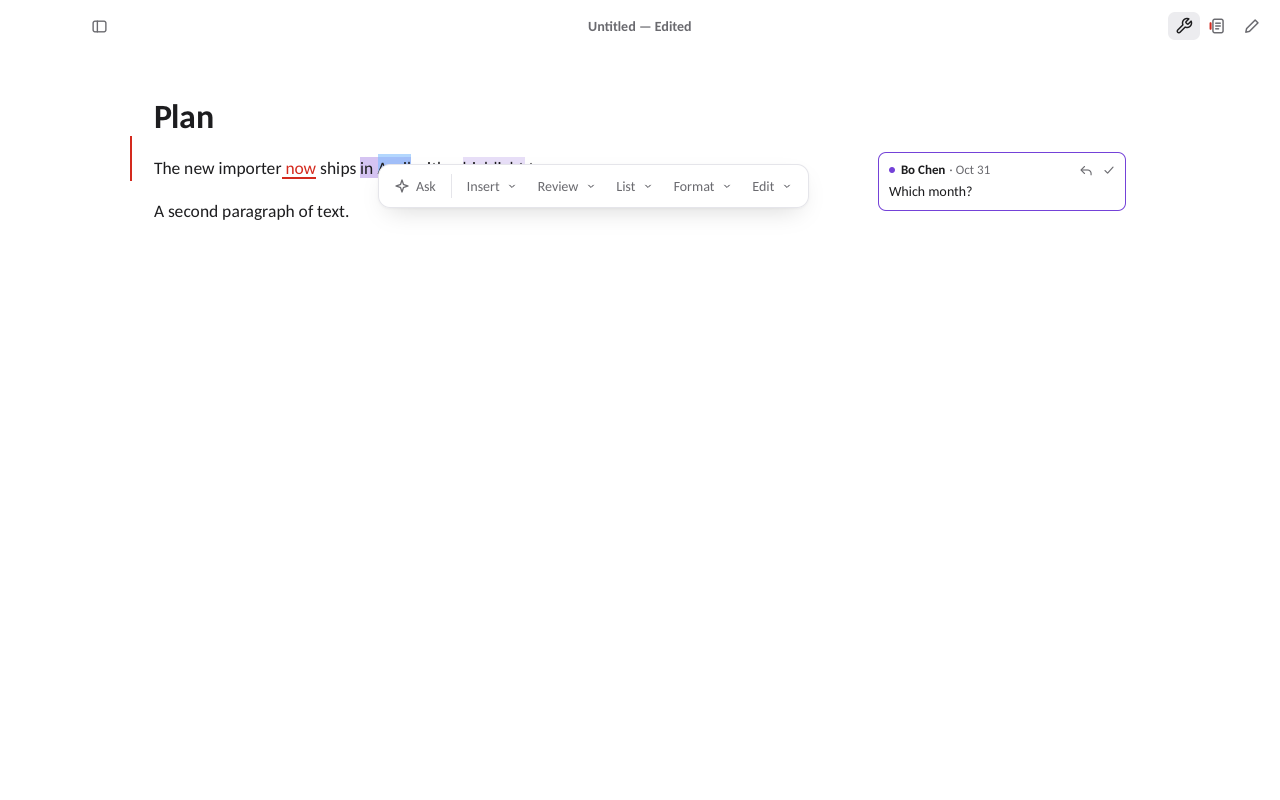 Untitled — Edited
Plan
The new importer now ships in
Bo Chen · Oct 31
Which month?
Ask Insert Review List Format Edit
A second paragraph of text.